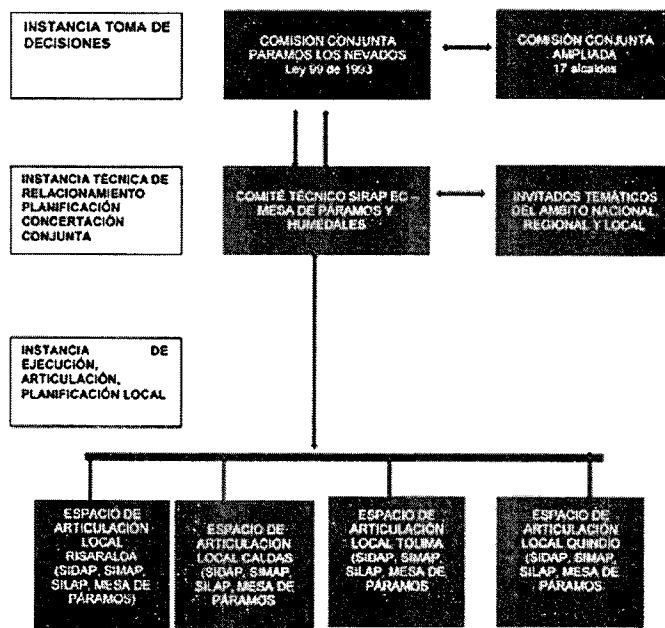 INSTANCIA TOMA DE
DECISIONES
COMISIÓN CONJUNTA
PARAMOS LOS NEVADOS
Ley 99 de 1993
COMISIÓN CONJUNTA
AMPLIADA
17 alcaldes
INSTANCIA TÉCNICA DE
RELACIONAMIENTO
PLANIFICACIÓN
CONCERTACIÓN
CONJUNTA
COMITÉ TÉCNICO SIRAP EC –
MESA DE PÁRAMOS Y
HUMEDALES
INVITADOS TEMÁTICOS
DEL AMBITO NACIONAL,
REGIONAL Y LOCAL
INSTANCIA DE
EJECUCIÓN,
ARTICULACIÓN,
PLANIFICACIÓN LOCAL
ESPACIO DE
ARTICULACIÓN
LOCAL
RISARALDA
(SIDAP, SIMAP,
SILAP, MESA DE
PÁRAMOS)
ESPACIO DE
ARTICULACIÓN
LOCAL CALDAS
(SIDAP, SIMAP,
SILAP, MESA DE
PÁRAMOS
ESPACIO DE
ARTICULACIÓN
LOCAL TOLIMA
(SIDAP, SIMAP,
SILAP, MESA DE
PÁRAMOS
ESPACIO DE
ARTICULACIÓN
LOCAL QUINDIO
(SIDAP, SIMAP,
SILAP, MESA DE
PÁRAMOS